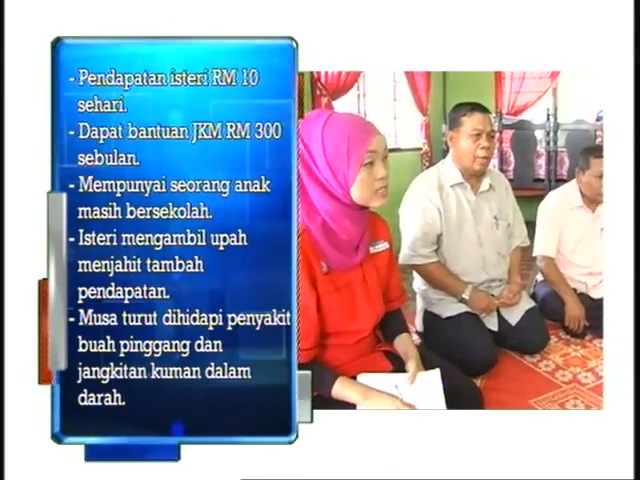 - Pendapatan isteri RM 10
sehari.
- Dapat bantuan JKM RM 300
sebulan.
- Mempunyai seorang anak
masih bersekolah.
- Isteri mengambil upah
menjahit tambah
pendapatan.
- Musa turut dihidapi penyakit
buah pinggang dan
jangkitan kuman dalam
darah.